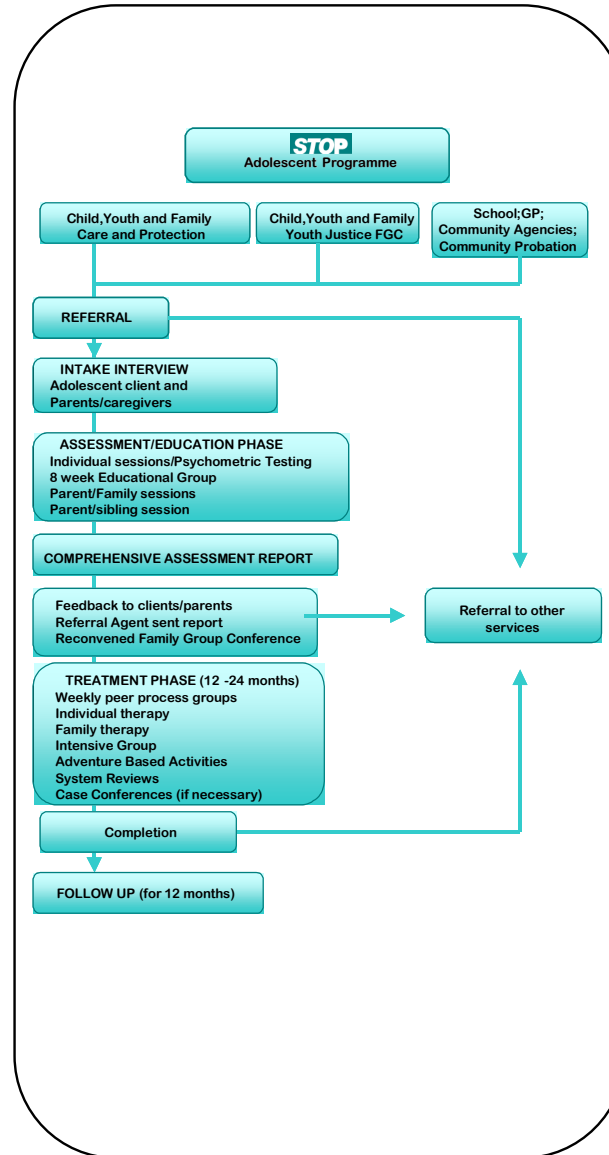 STOP
Adolescent Programme
Child,Youth and Family
Care and Protection
Child,Youth and Family
Youth Justice FGC
School;GP;
Community Agencies;
Community Probation
REFERRAL
INTAKE INTERVIEW
Adolescent client and
Parents/caregivers
ASSESSMENT/EDUCATION PHASE
Individual sessions/Psychometric Testing
8 week Educational Group
Parent/Family sessions
Parent/sibling session
COMPREHENSIVE ASSESSMENT REPORT
Feedback to clients/parents
Referral Agent sent report
Reconvened Family Group Conference
Referral to other
services
TREATMENT PHASE (12 -24 months)
Weekly peer process groups
Individual therapy
Family therapy
Intensive Group
Adventure Based Activities
System Reviews
Case Conferences (if necessary)
Completion
FOLLOW UP (for 12 months)